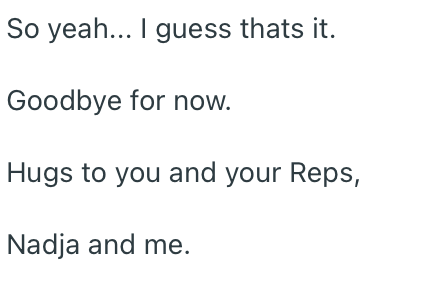 So yeah... I guess thats it.
Goodbye for now.
Hugs to you and your Reps,
Nadja and me.